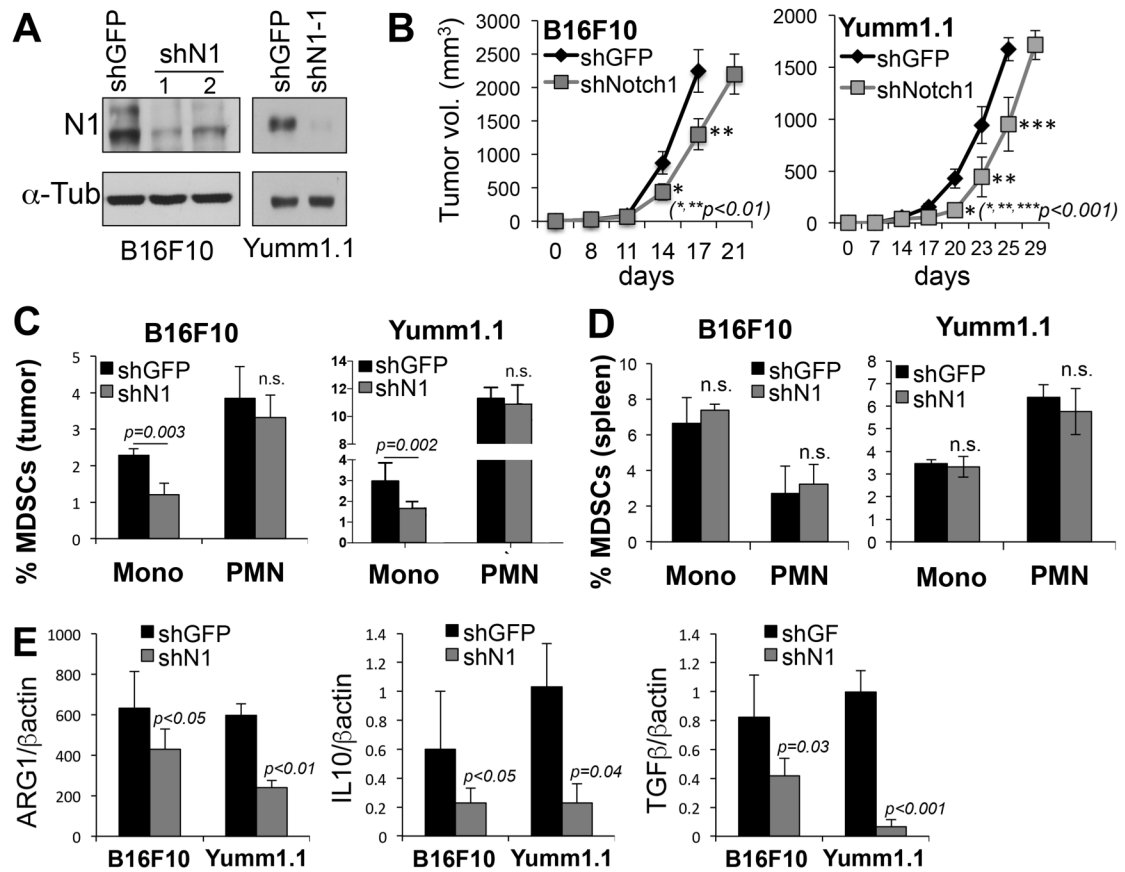 A
shGFP
shN1
1 2
shGFP
shN1-1
N1
α-Tub
B16F10
Yumm1.1
B
Tumor vol. (mm3)
B16F10
shGFP
shNotch1
3000
2500
2000
1500
1000
500
0
**
*
(*,**p<0.01)
0 8 11 14 17 21
days
Yumm1.1
shGFP
shNotch1
2000
1500
1000
500
0
***
**
*(*,**,***p<0.001)
0 7 14 17 20 23 25 29
days
C
% MDSCs (tumor)
B16F10
shGFP
shN1
5
4
3
2
1
0
p=0.003
n.s.
Mono PMN
Yumm1.1
shGFP
shN1
14
12
10
8
4
3
2
1
0
p=0.002
n.s.
Mono PMN
D
% MDSCs (spleen)
B16F10
shGFP
shN1
10
8
6
4
2
0
n.s.
n.s.
Mono PMN
Yumm1.1
shGFP
shN1
8
7
6
5
4
3
2
1
0
n.s.
n.s.
Mono PMN
E
ARG1/βactin
shGFP
shN1
1000
800
600
400
200
0
p<0.05
p<0.01
B16F10 Yumm1.1
IL10/βactin
shGFP
shN1
1.4
1.2
1
0.8
0.6
0.4
0.2
0
p<0.05
p=0.04
B16F10 Yumm1.1
TGFβ/βactin
shGF
shN1
1.4
1.2
1
0.8
0.6
0.4
0.2
0
p=0.03
p<0.001
B16F10 Yumm1.1